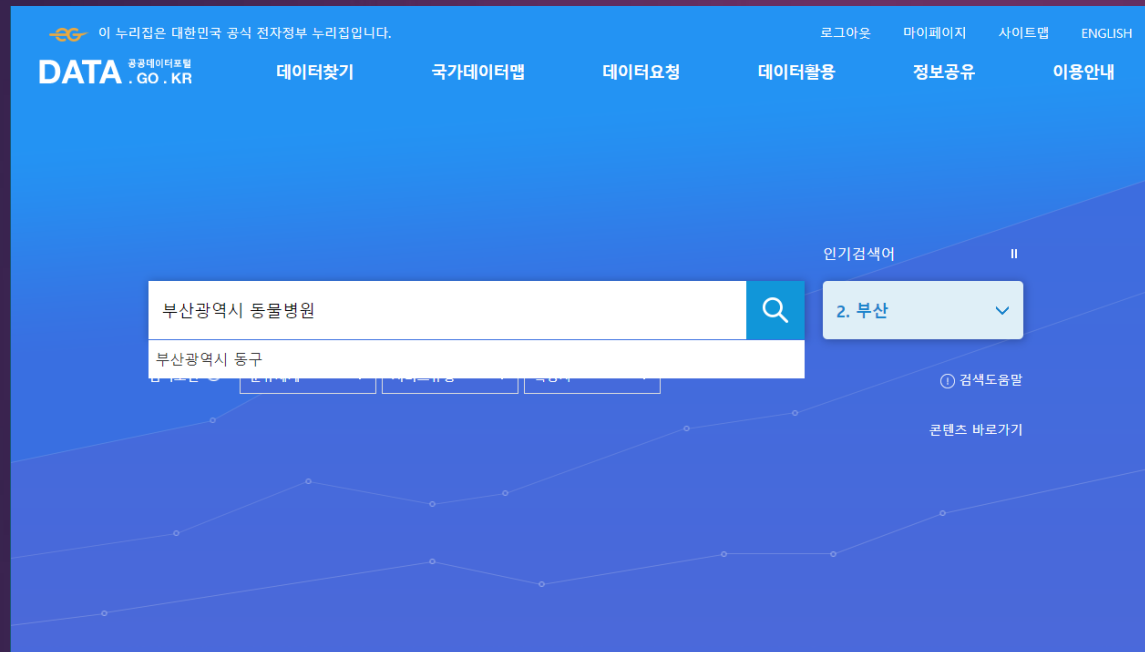 이 누리집은 대한민국 공식 전자정부 누리집입니다.
로그아웃 마이페이지 사이트맵 ENGLISH
DATA 공공데이터포털 . GO . KR
데이터찾기 국가데이터맵 데이터요청 데이터활용 정보공유 이용안내
인기검색어
부산광역시 동물병원
2. 부산
부산광역시 동구
검색도움말
콘텐츠 바로가기